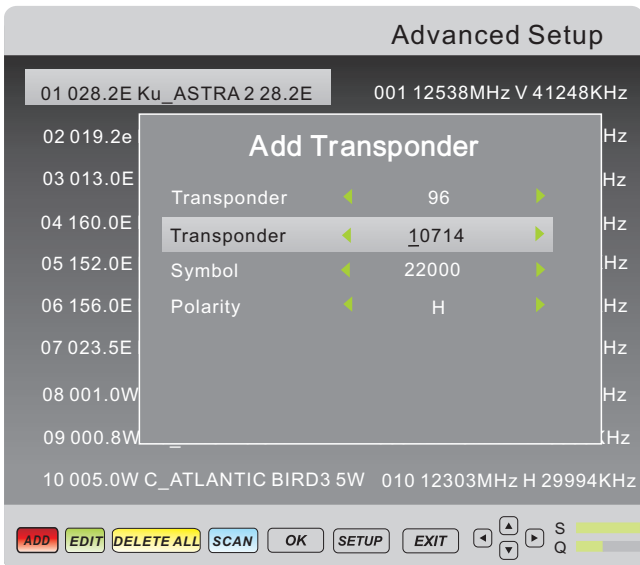 Advanced Setup
01 028.2E Ku_ASTRA 2 28.2E 001 12538MHz V 41248KHz
02 019.2e Hz
03 013.0E Hz
04 160.0E Hz
05 152.0E Hz
06 156.0E Hz
07 023.5E Hz
08 001.0W Hz
09 000.8W Hz
10 005.0W C_ATLANTIC BIRD3 5W 010 12303MHz H 29994KHz
Add Transponder
Transponder 96
Transponder 10714
Symbol 22000
Polarity H
ADD EDIT DELETE ALL SCAN OK SETUP EXIT S
Q